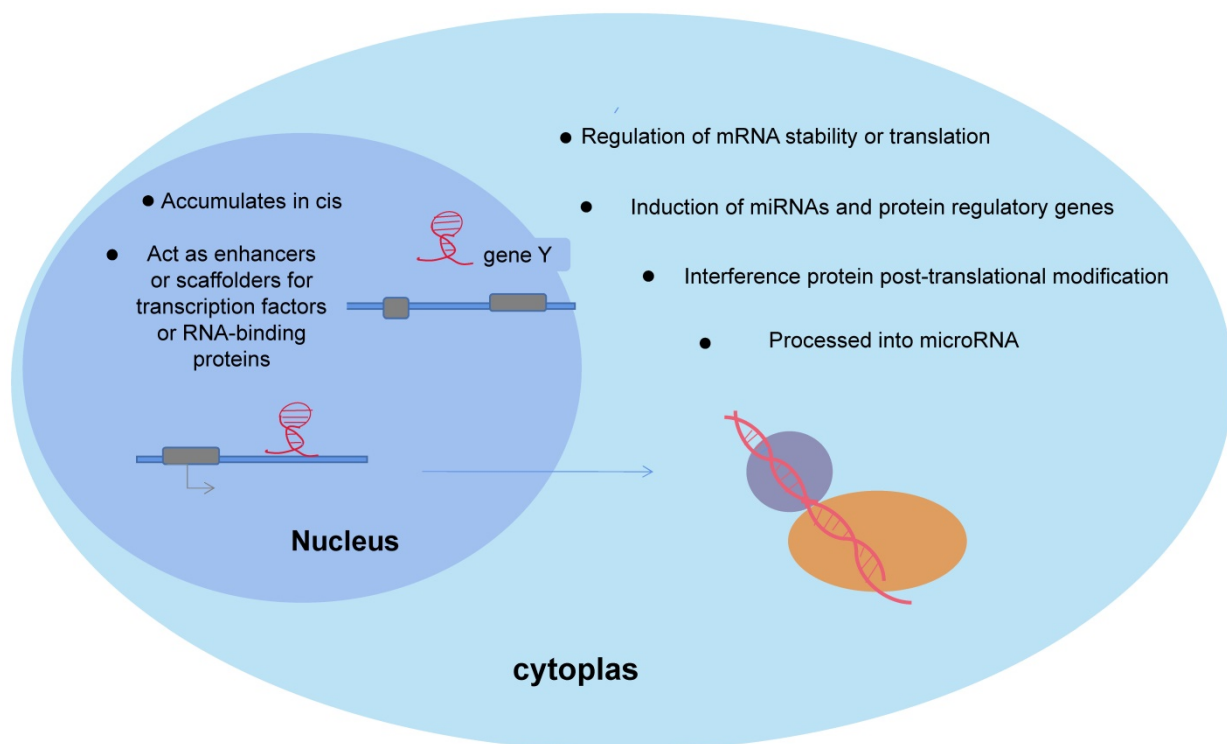 ● Accumulates in cis
● Act as enhancers
or scaffolders for
transcription factors
or RNA-binding
proteins
gene Y
Nucleus
● Regulation of mRNA stability or translation
● Induction of miRNAs and protein regulatory genes
● Interference protein post-translational modification
● Processed into microRNA
cytoplas